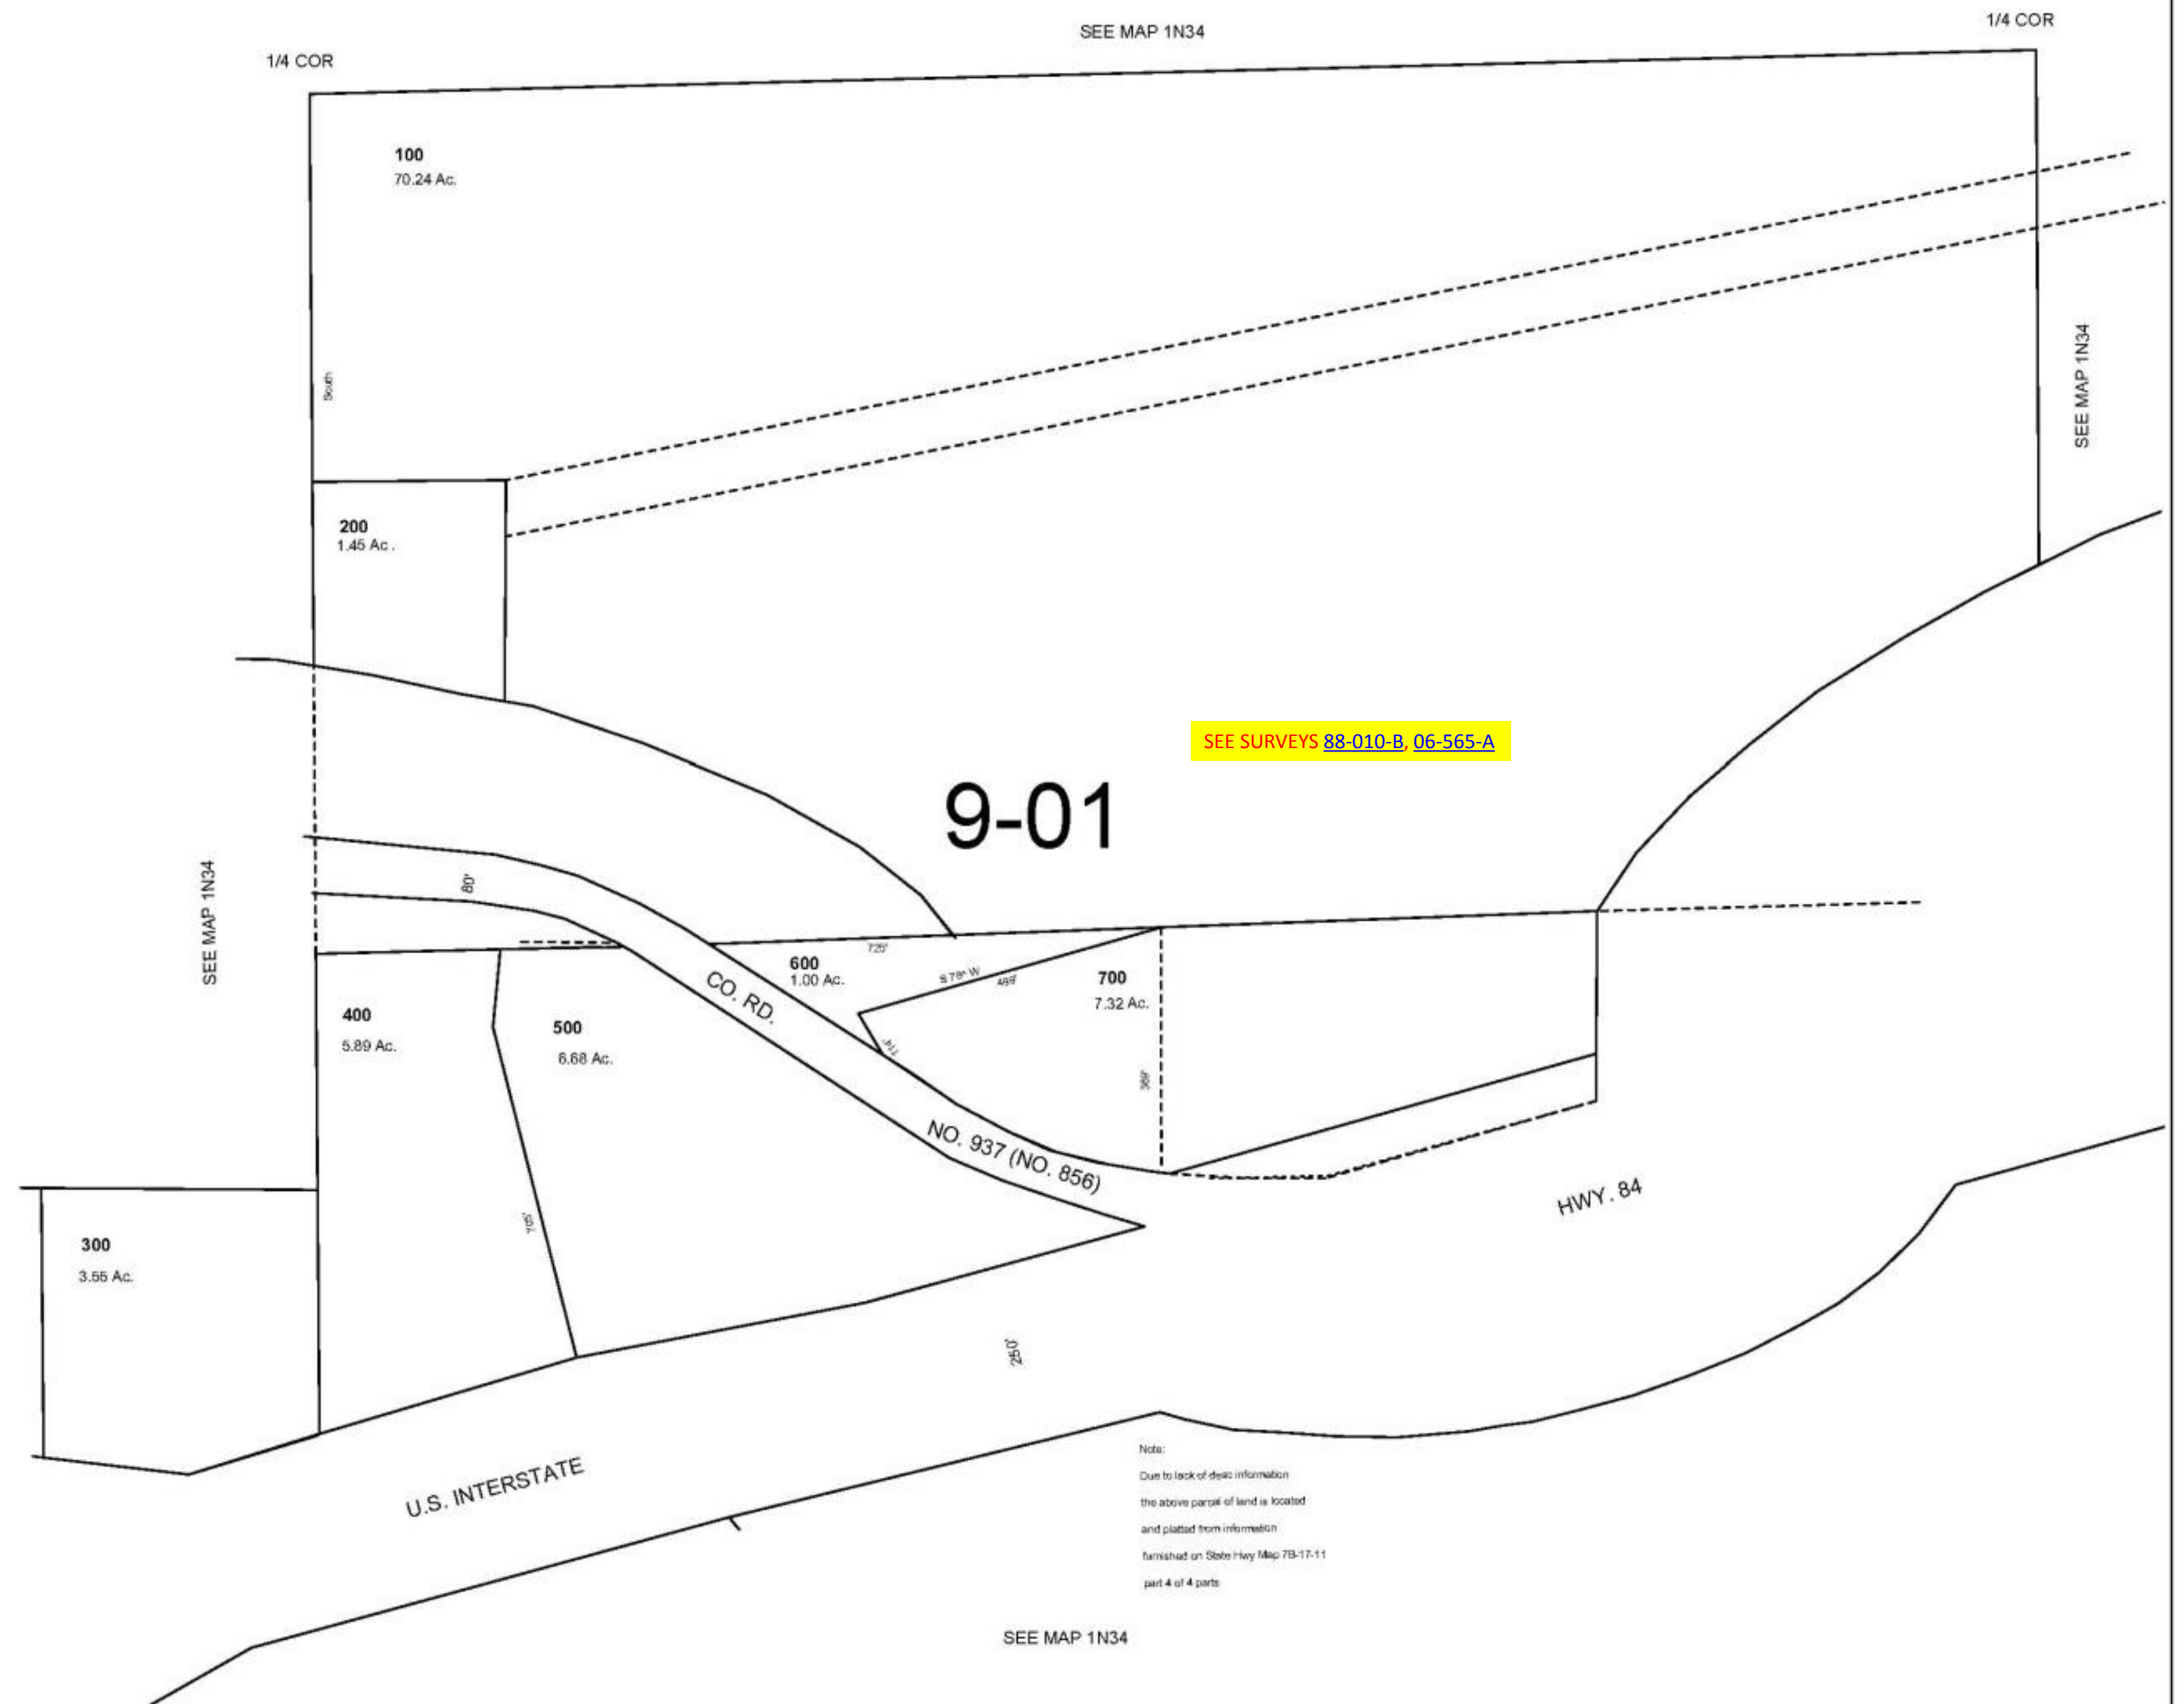 SEE MAP 1N34
1/4 COR
1/4 COR
100
70.24 Ac.
South
SEE MAP 1N34
200
1.45 Ac .
SEE SURVEYS 88-010-B, 06-565-A
9-01
SEE MAP 1N34
80'
725'
600
1.00 Ac.
S 78° W
499'
700
7.32 Ac.
CO. RD.
400
5.89 Ac.
500
6.68 Ac.
114'
369'
NO. 937 (NO. 856)
HWY. 84
765'
300
3.55 Ac.
250'
U.S. INTERSTATE
Note:
Due to lack of desc information
the above parcel of land is located
and platted from information
furnished on State Hwy Map 7B-17-11
part 4 of 4 parts
SEE MAP 1N34